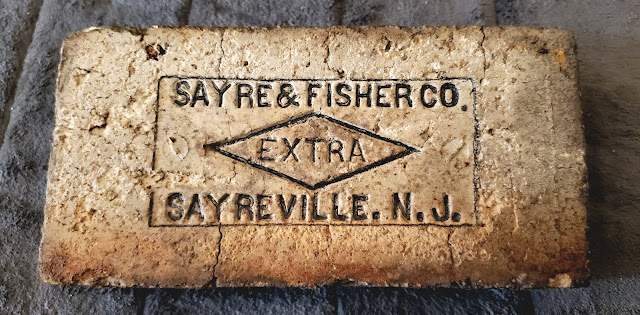 SAYRE & FISHER CO.
EXTRA
SAYREVILLE. N. J.